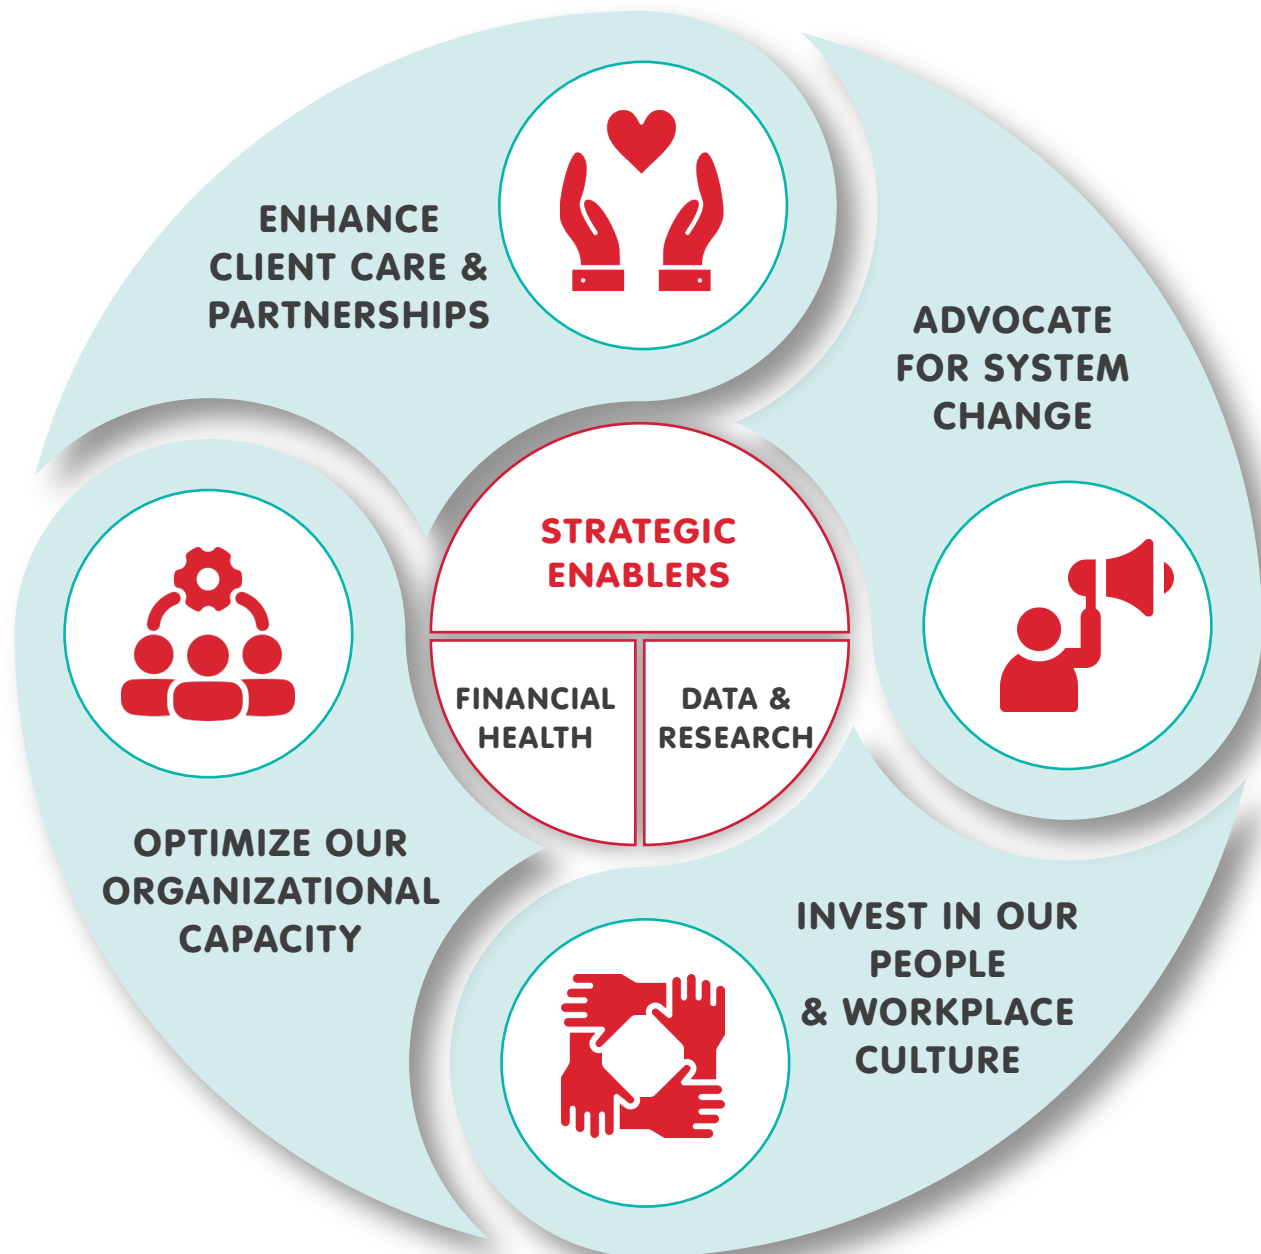 ENHANCE
CLIENT CARE &
PARTNERSHIPS
ADVOCATE
FOR SYSTEM
CHANGE
STRATEGIC
ENABLERS
FINANCIAL
HEALTH
DATA &
RESEARCH
OPTIMIZE OUR
ORGANIZATIONAL
CAPACITY
INVEST IN OUR
PEOPLE
& WORKPLACE
CULTURE